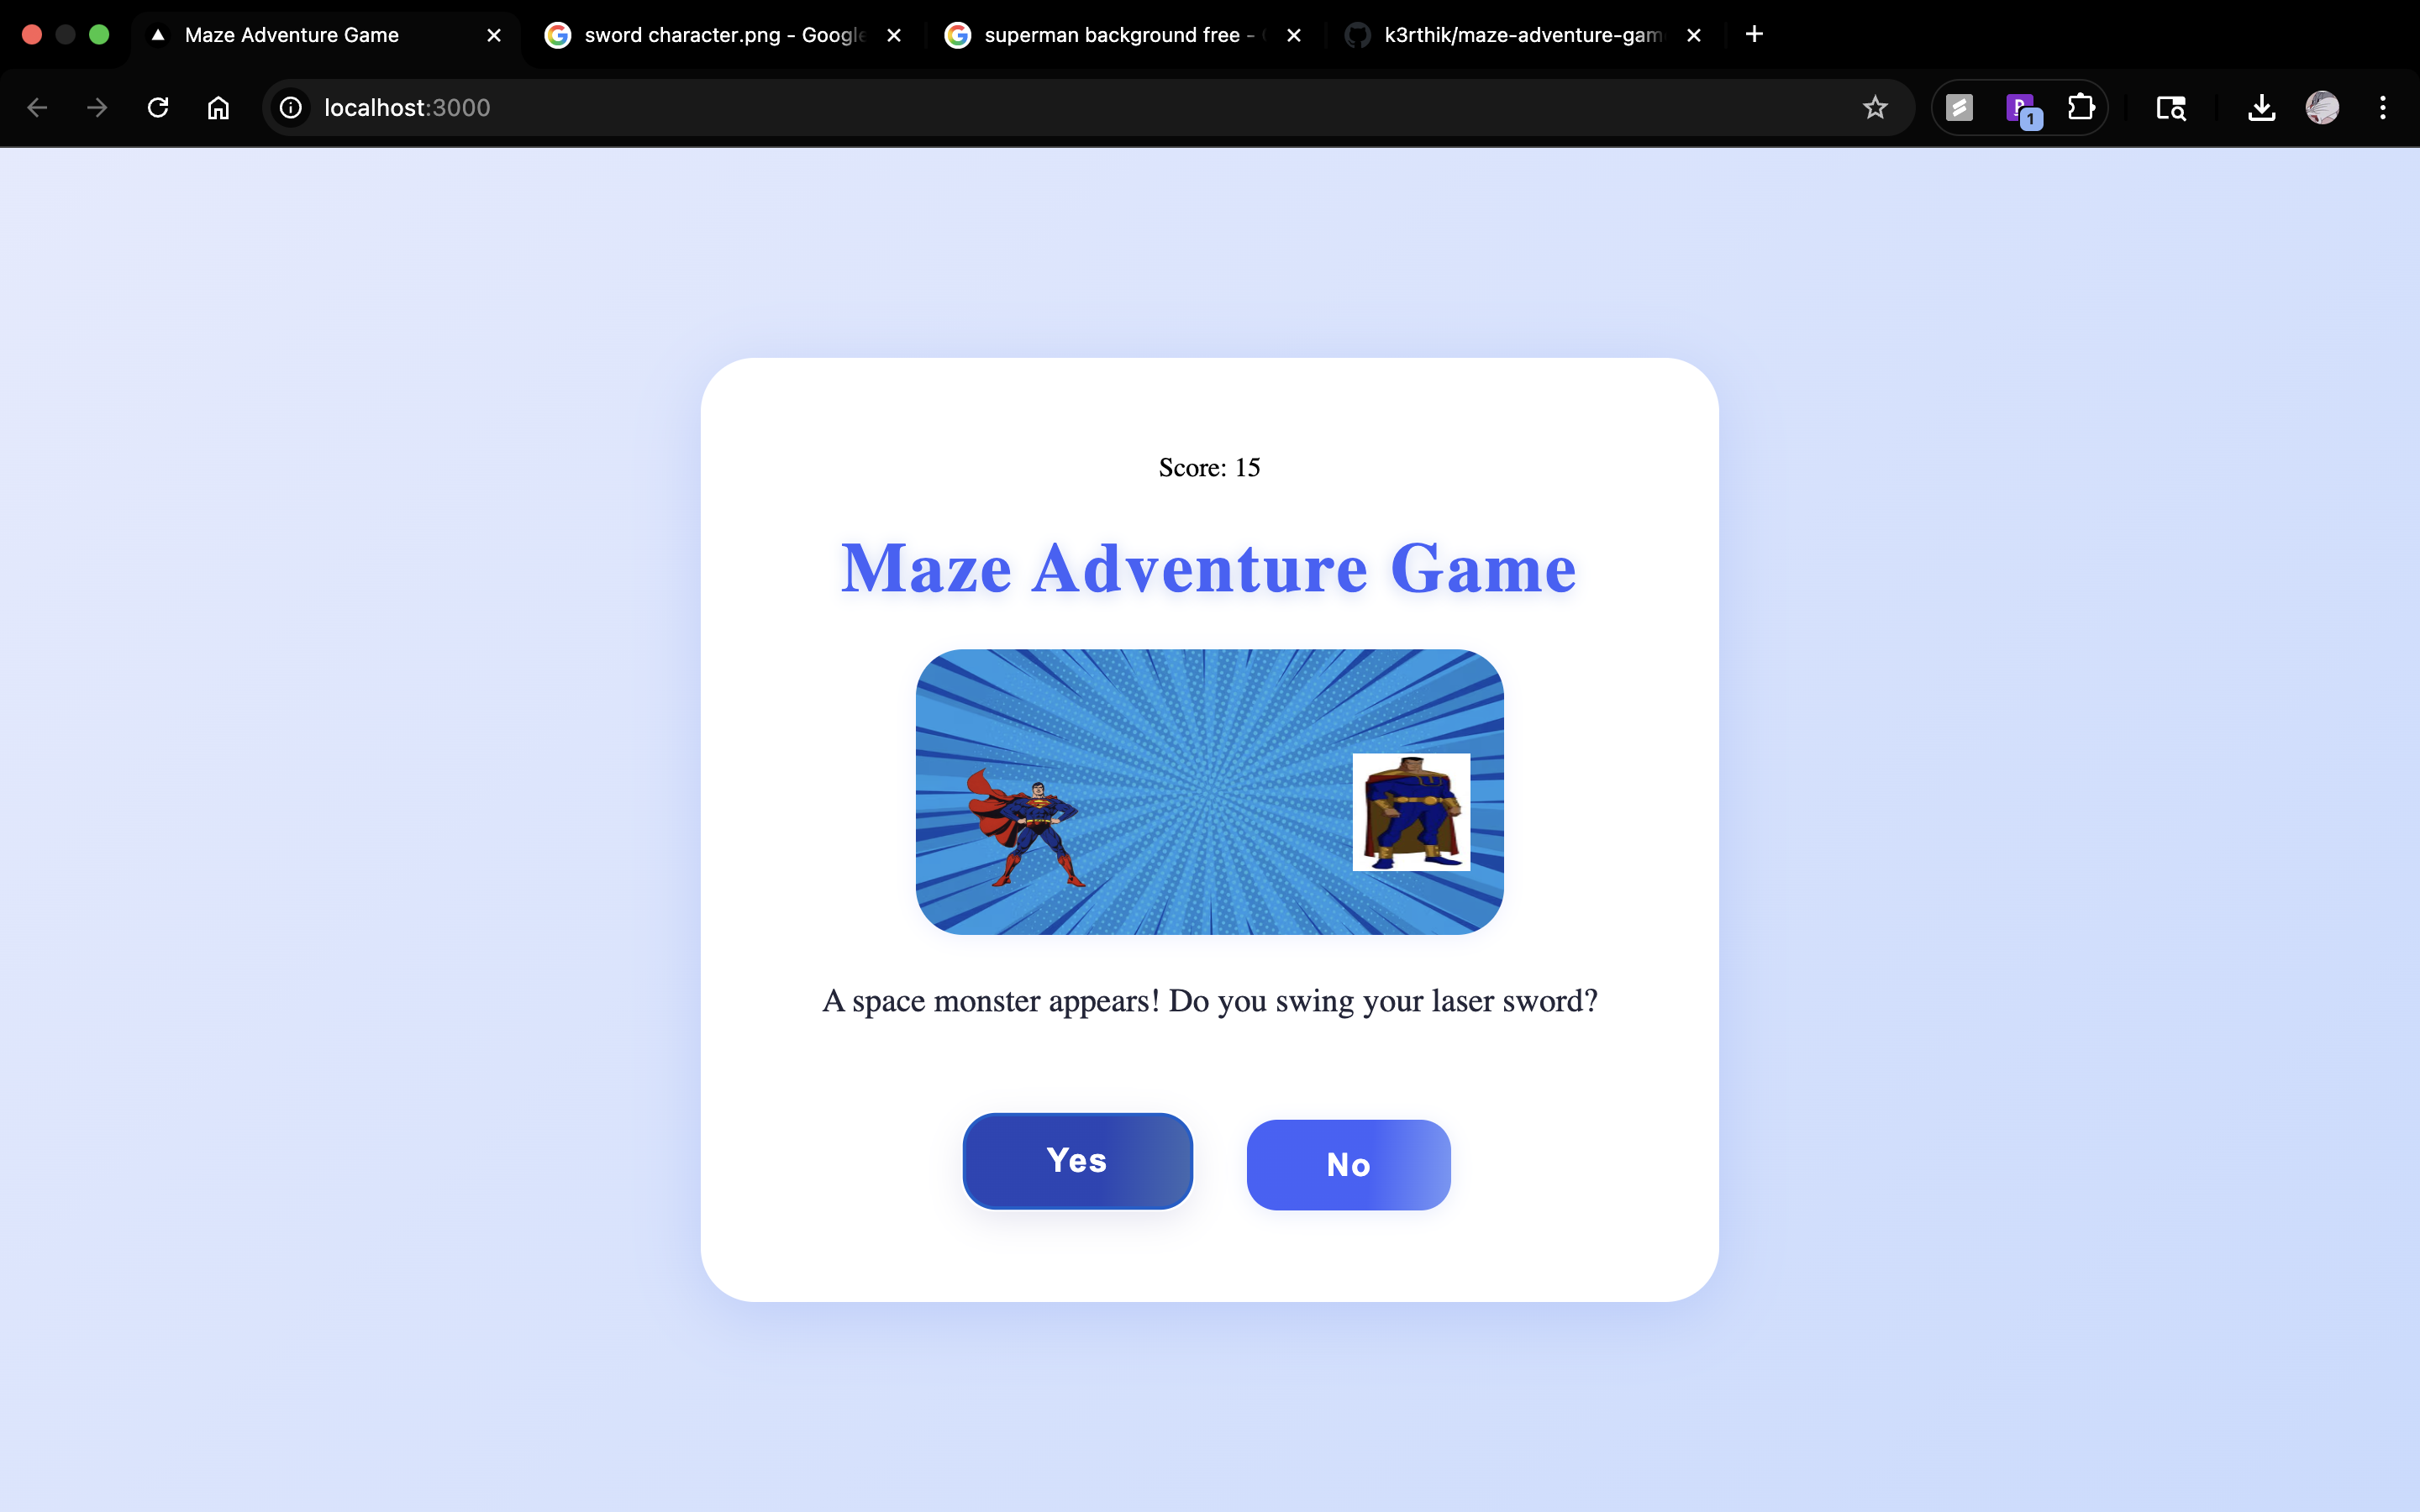 Maze Adventure Game
sword character.png - Google
superman background free -
k3rthik/maze-adventure-gam
localhost:3000
1
Score: 15
Maze Adventure Game
A space monster appears! Do you swing your laser sword?
Yes
No